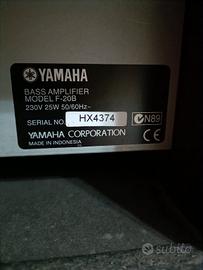 YAMAHA
BASS AMPLIFIER
MODEL F-20B
230V 25W 50/60Hz~
SERIAL NO. HX4374
N89
YAMAHA CORPORATION
MADE IN INDONESIA
CE
subito